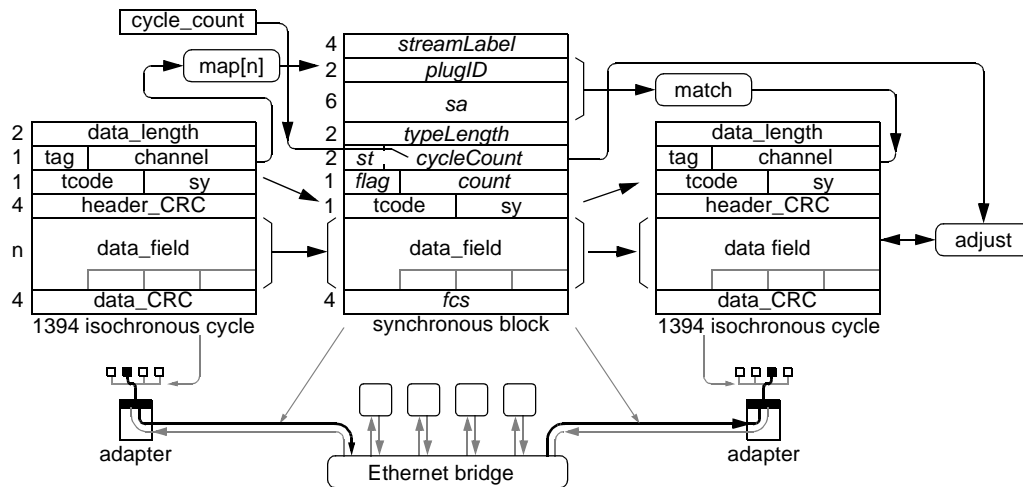 cycle_count
map[n]
4 streamLabel
2 plugID
6 sa
2 typeLength
2 st cycleCount
1 flag count
1 tcode sy
data_field
4 fcs
synchronous block
2 data_length
1 tag channel
1 tcode sy
4 header_CRC
n data_field
4 data_CRC
1394 isochronous cycle
match
data_length
tag channel
tcode sy
header_CRC
data field
data_CRC
1394 isochronous cycle
adjust
adapter
Ethernet bridge
adapter